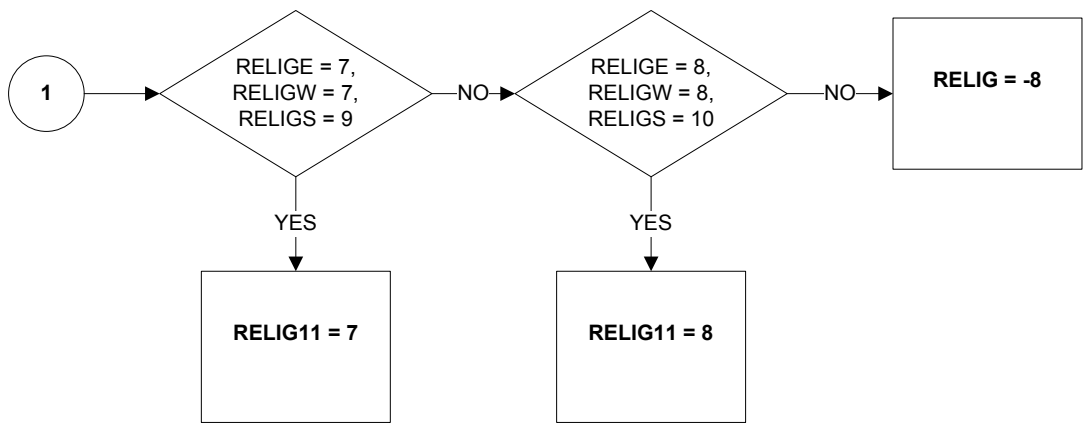 1
RELIGE = 7,
RELIGW = 7,
RELIGS = 9
NO
RELIGE = 8,
RELIGW = 8,
RELIGS = 10
NO
RELIG = -8
YES
YES
RELIG11 = 7
RELIG11 = 8